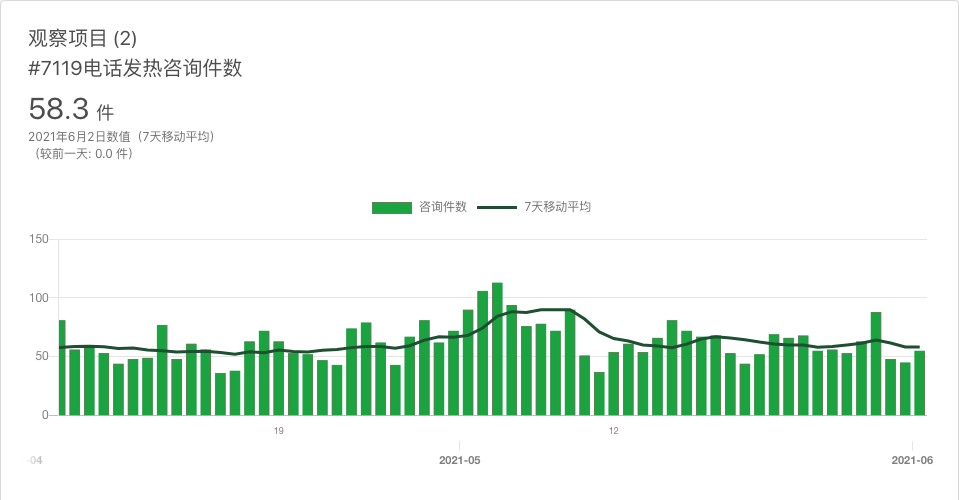 观察项目 (2)
#7119电话发热咨询件数
58.3 件
2021年6月2日数值（7天移动平均）
（较前一天: 0.0 件）
咨询件数 7天移动平均
150
100
50
0
19 12
-04 2021-05 2021-06